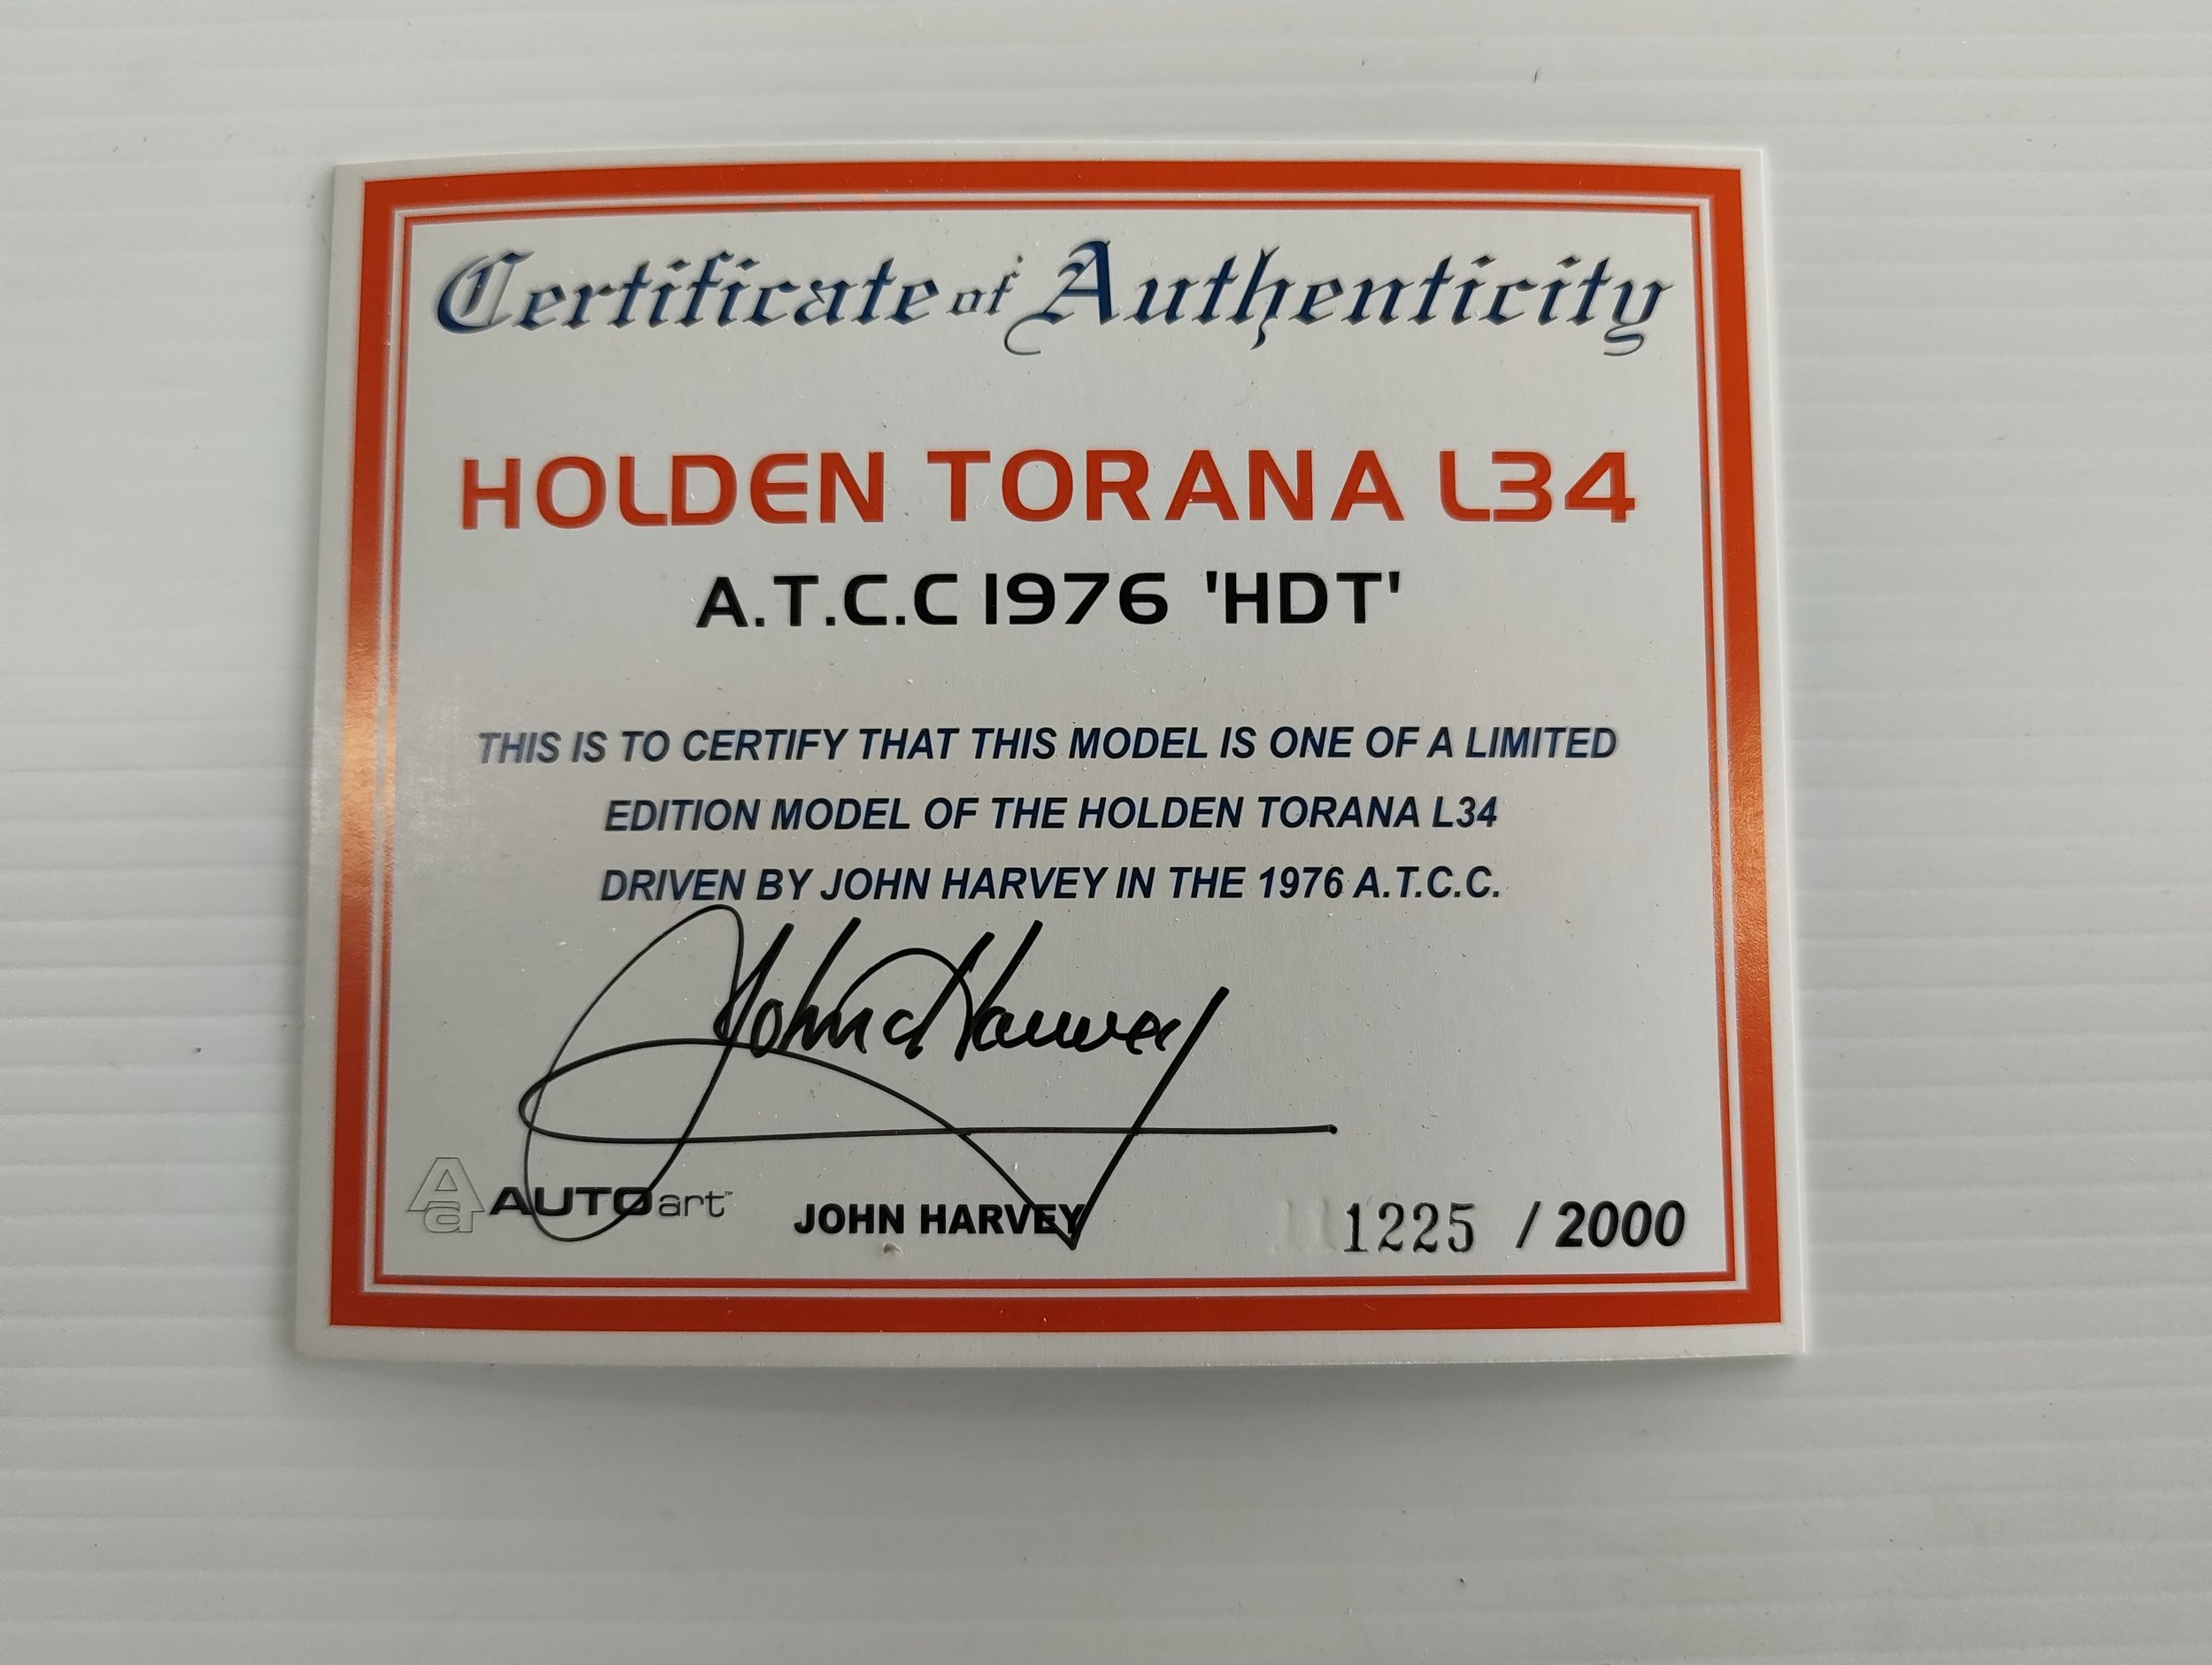 Certificate of Authenticity
HOLDEN TORANA L34
A.T.C.C 1976 'HDT'
THIS IS TO CERTIFY THAT THIS MODEL IS ONE OF A LIMITED
EDITION MODEL OF THE HOLDEN TORANA L34
DRIVEN BY JOHN HARVEY IN THE 1976 A.T.C.C.
John Harvey
Aa AUTOart™ JOHN HARVEY 1225 / 2000